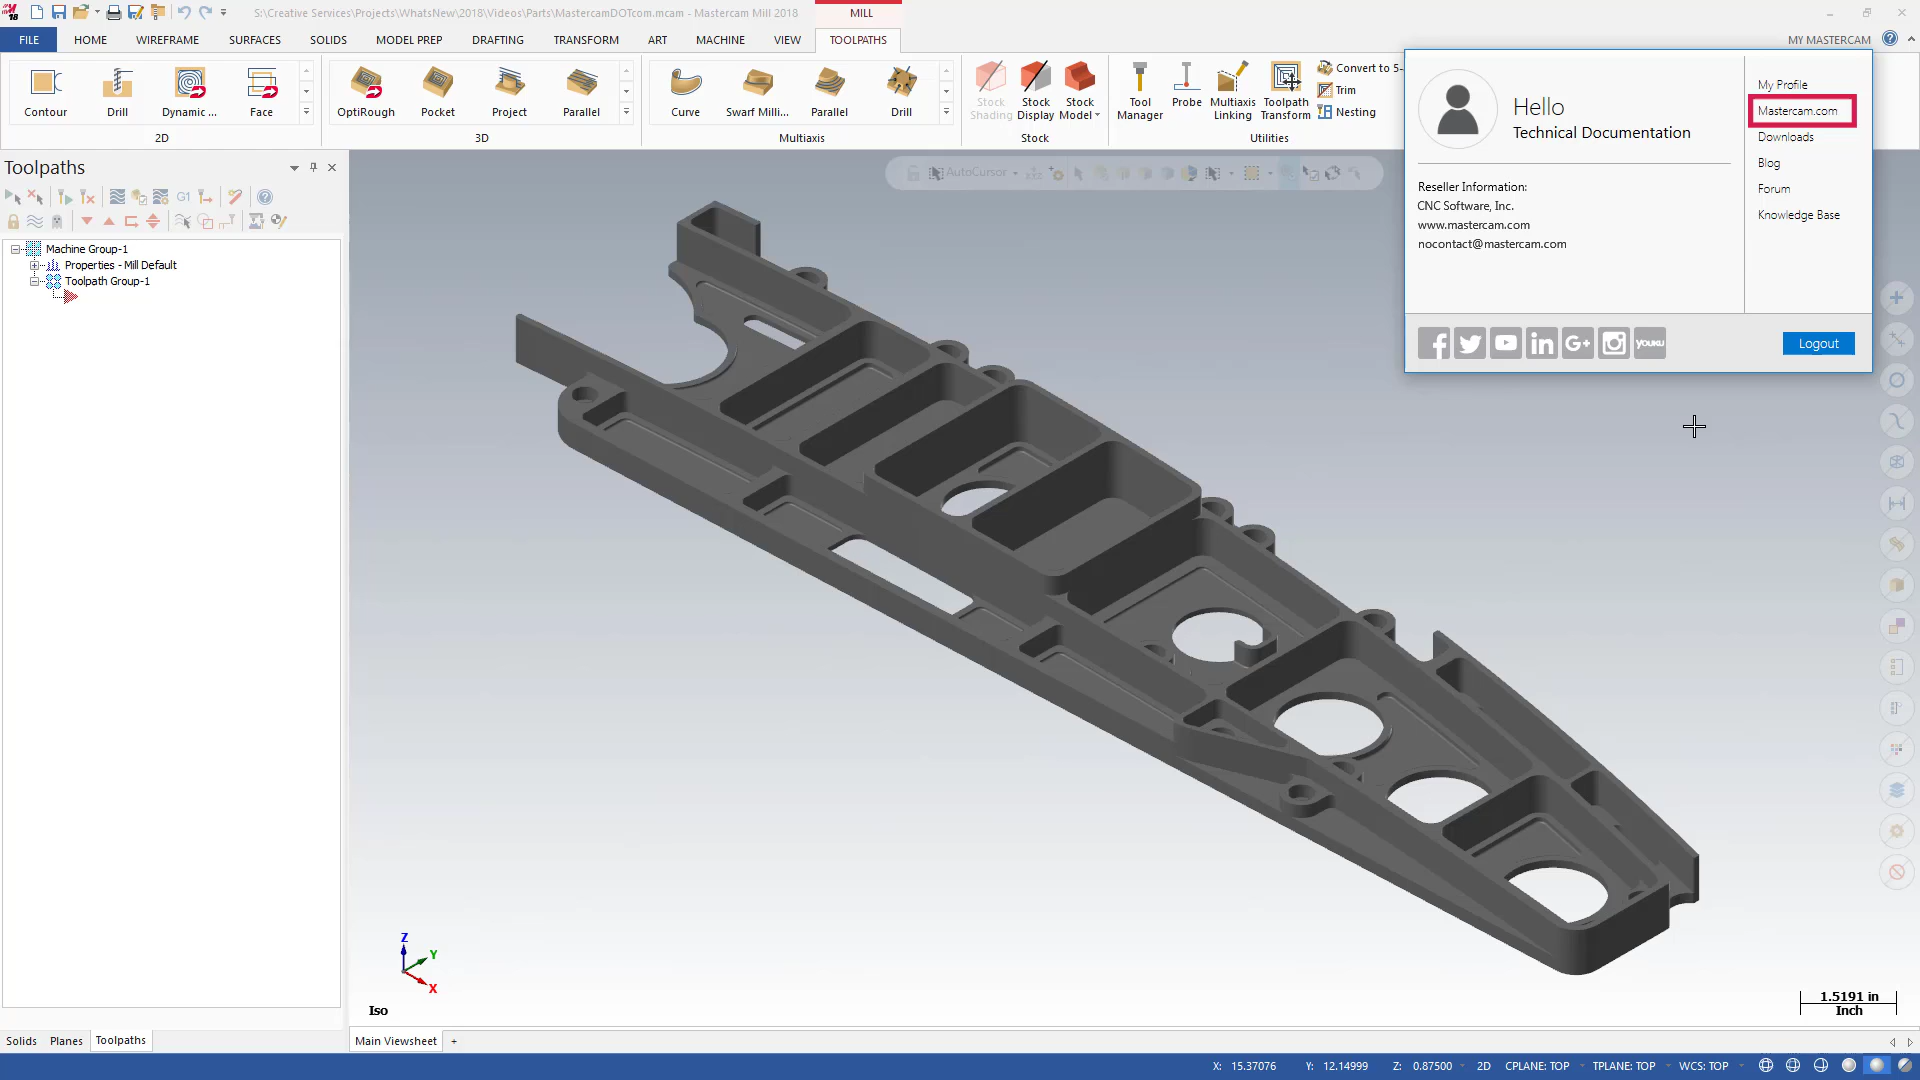 S:\Creative Services\Projects\WhatsNew\2018\Videos\Parts\MastercamDOTcom.mcam - Mastercam Mill 2018
MILL
FILE
HOME
WIREFRAME
SURFACES
SOLIDS
MODEL PREP
DRAFTING
TRANSFORM
ART
MACHINE
VIEW
TOOLPATHS
MY MASTERCAM
Contour
Drill
Dynamic ...
Face
2D
OptiRough
Pocket
Project
Parallel
3D
Curve
Swarf Milli...
Parallel
Drill
Multiaxis
Stock Shading
Stock Display
Stock Model
Stock
Tool Manager
Probe
Multiaxis Linking
Toolpath Transform
Convert to 5-
Trim
Nesting
Utilities
Hello
Technical Documentation
Reseller Information:
CNC Software, Inc.
www.mastercam.com
nocontact@mastercam.com
My Profile
Mastercam.com
Downloads
Blog
Forum
Knowledge Base
YOUKU
Logout
Toolpaths
G1
AutoCursor
XYZ
Machine Group-1
Properties - Mill Default
Toolpath Group-1
Z
Y
X
Iso
1.5191 in
Inch
Solids
Planes
Toolpaths
Main Viewsheet
+
X: 15.37076
Y: 12.14999
Z: 0.87500
2D
CPLANE: TOP
TPLANE: TOP
WCS: TOP